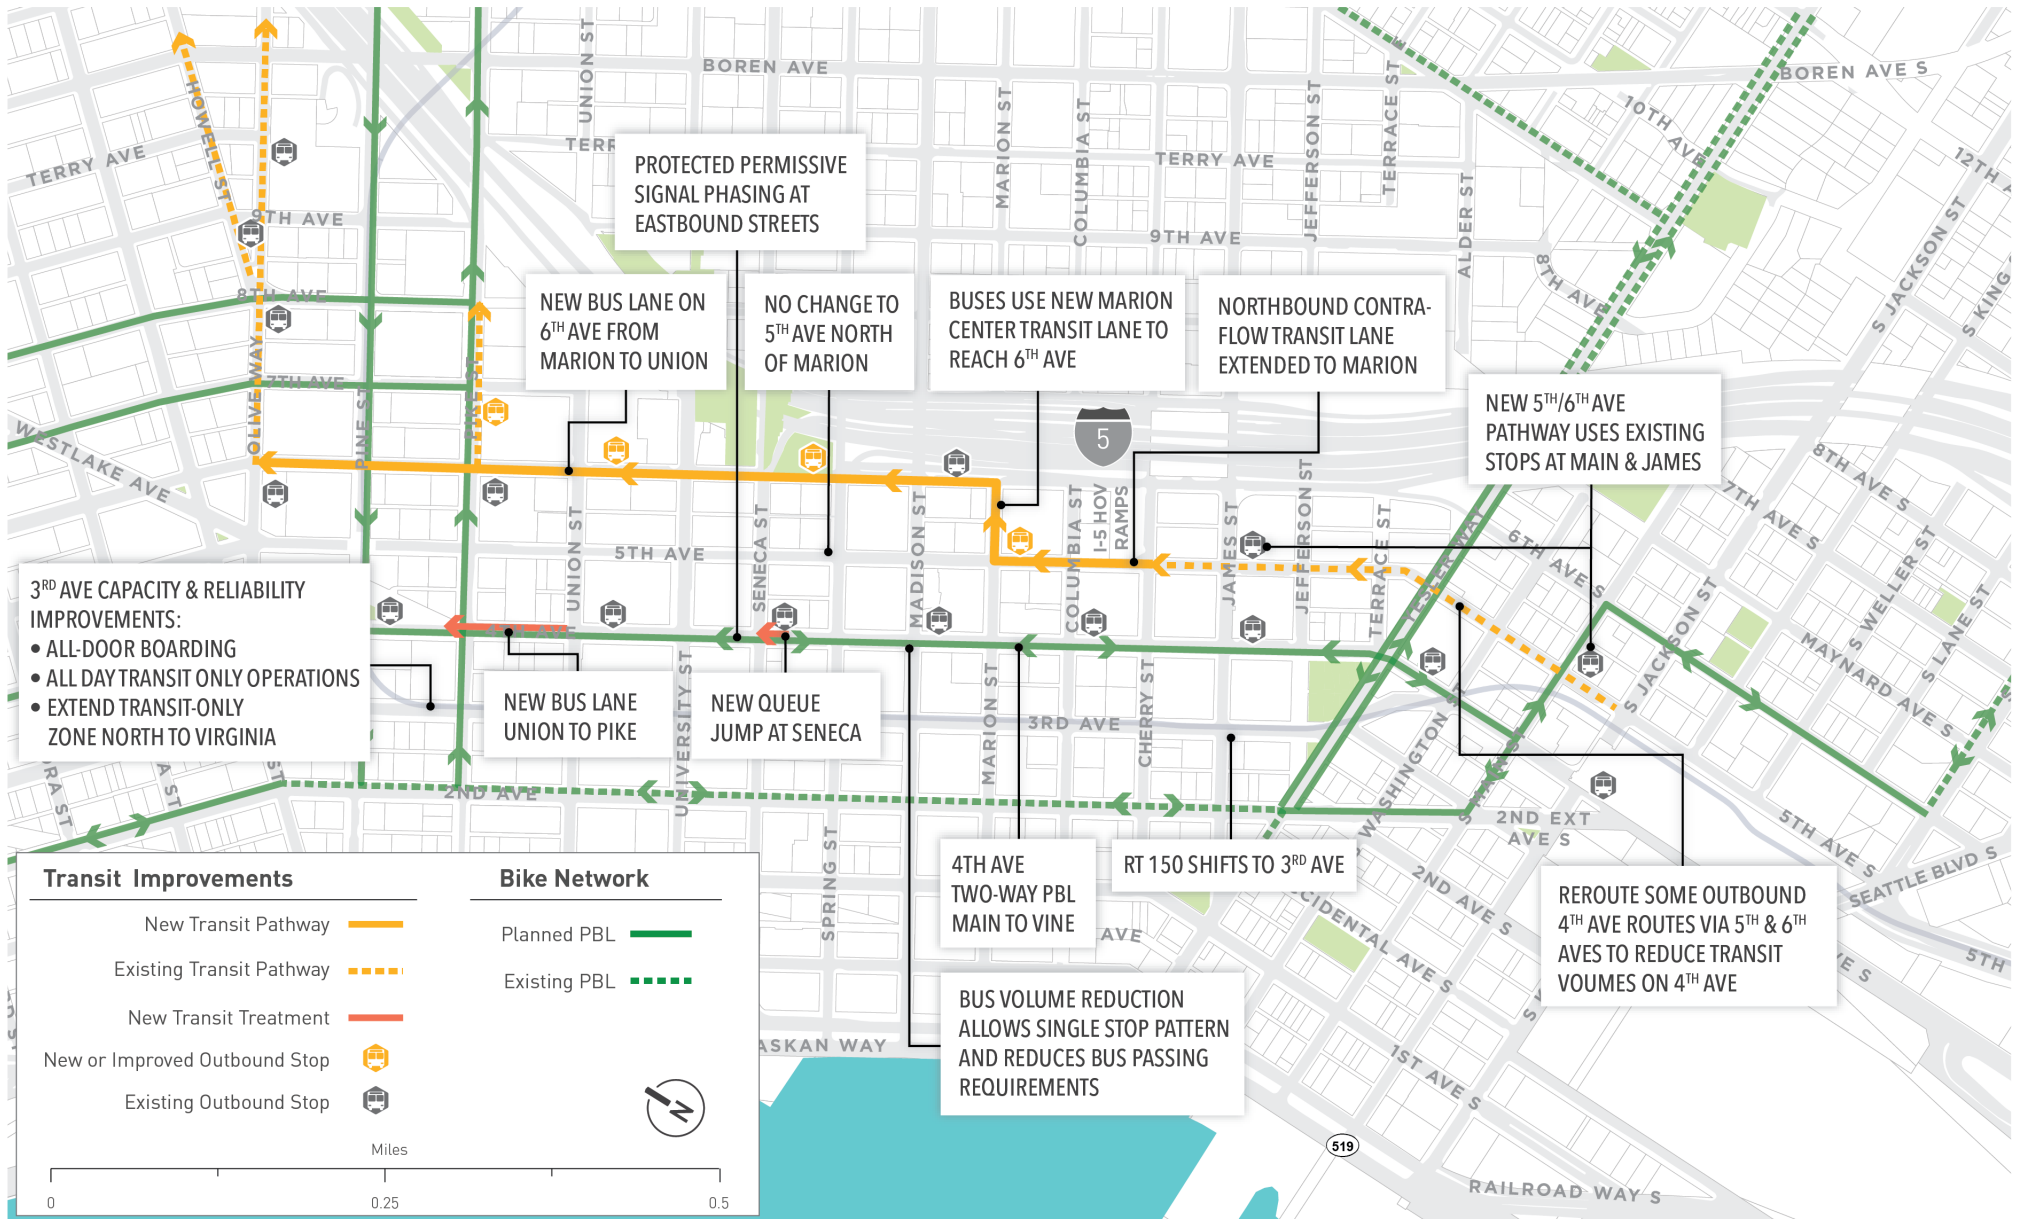 BOREN AVE
BOREN AVE S
UNION ST
HOWELL ST
TERRY AVE
TERRY AVE
MARION ST
COLUMBIA ST
JEFFERSON ST
TERRACE ST
ALDER ST
10TH AVE
12TH A
9TH AVE
9TH AVE
8TH AVE
8TH AVE
7TH AVE
S JACKSON ST
S KING S
PROTECTED PERMISSIVE
SIGNAL PHASING AT
EASTBOUND STREETS
NEW BUS LANE ON
6TH AVE FROM
MARION TO UNION
NO CHANGE TO
5TH AVE NORTH
OF MARION
BUSES USE NEW MARION
CENTER TRANSIT LANE TO
REACH 6TH AVE
NORTHBOUND CONTRA-
FLOW TRANSIT LANE
EXTENDED TO MARION
NEW 5TH/6TH AVE
PATHWAY USES EXISTING
STOPS AT MAIN & JAMES
5
OLIVE WAY
PINE ST
PIKE ST
WESTLAKE AVE
UNION ST
5TH AVE
SENECA ST
MADISON ST
COLUMBIA ST
I-5 HOV
RAMPS
JAMES ST
JEFFERSON ST
TERRACE ST
YESLER WAY
6TH AVE S
7TH AVE S
8TH AVE S
S JACKSON ST
S WELLER ST
S LANE ST
MAYNARD AVE S
3RD AVE CAPACITY & RELIABILITY
IMPROVEMENTS:
• ALL-DOOR BOARDING
• ALL DAY TRANSIT ONLY OPERATIONS
• EXTEND TRANSIT-ONLY
ZONE NORTH TO VIRGINIA
NEW BUS LANE
UNION TO PIKE
NEW QUEUE
JUMP AT SENECA
UNIVERSITY ST
MARION ST
3RD AVE
CHERRY ST
2ND AVE
SPRING ST
S WASHINGTON ST
S MAIN ST
2ND EXT
AVE S
5TH AVE S
SEATTLE BLVD S
5TH
4TH AVE
TWO-WAY PBL
MAIN TO VINE
RT 150 SHIFTS TO 3RD AVE
REROUTE SOME OUTBOUND
4TH AVE ROUTES VIA 5TH & 6TH
AVES TO REDUCE TRANSIT
VOUMES ON 4TH AVE
BUS VOLUME REDUCTION
ALLOWS SINGLE STOP PATTERN
AND REDUCES BUS PASSING
REQUIREMENTS
AVE
CCIDENTAL AVE S
2ND AVE S
VE S
1ST AVE S
ASKAN WAY
519
RAILROAD WAY S
Transit Improvements
New Transit Pathway
Existing Transit Pathway
New Transit Treatment
New or Improved Outbound Stop
Existing Outbound Stop
Bike Network
Planned PBL
Existing PBL
N
Miles
0
0.25
0.5